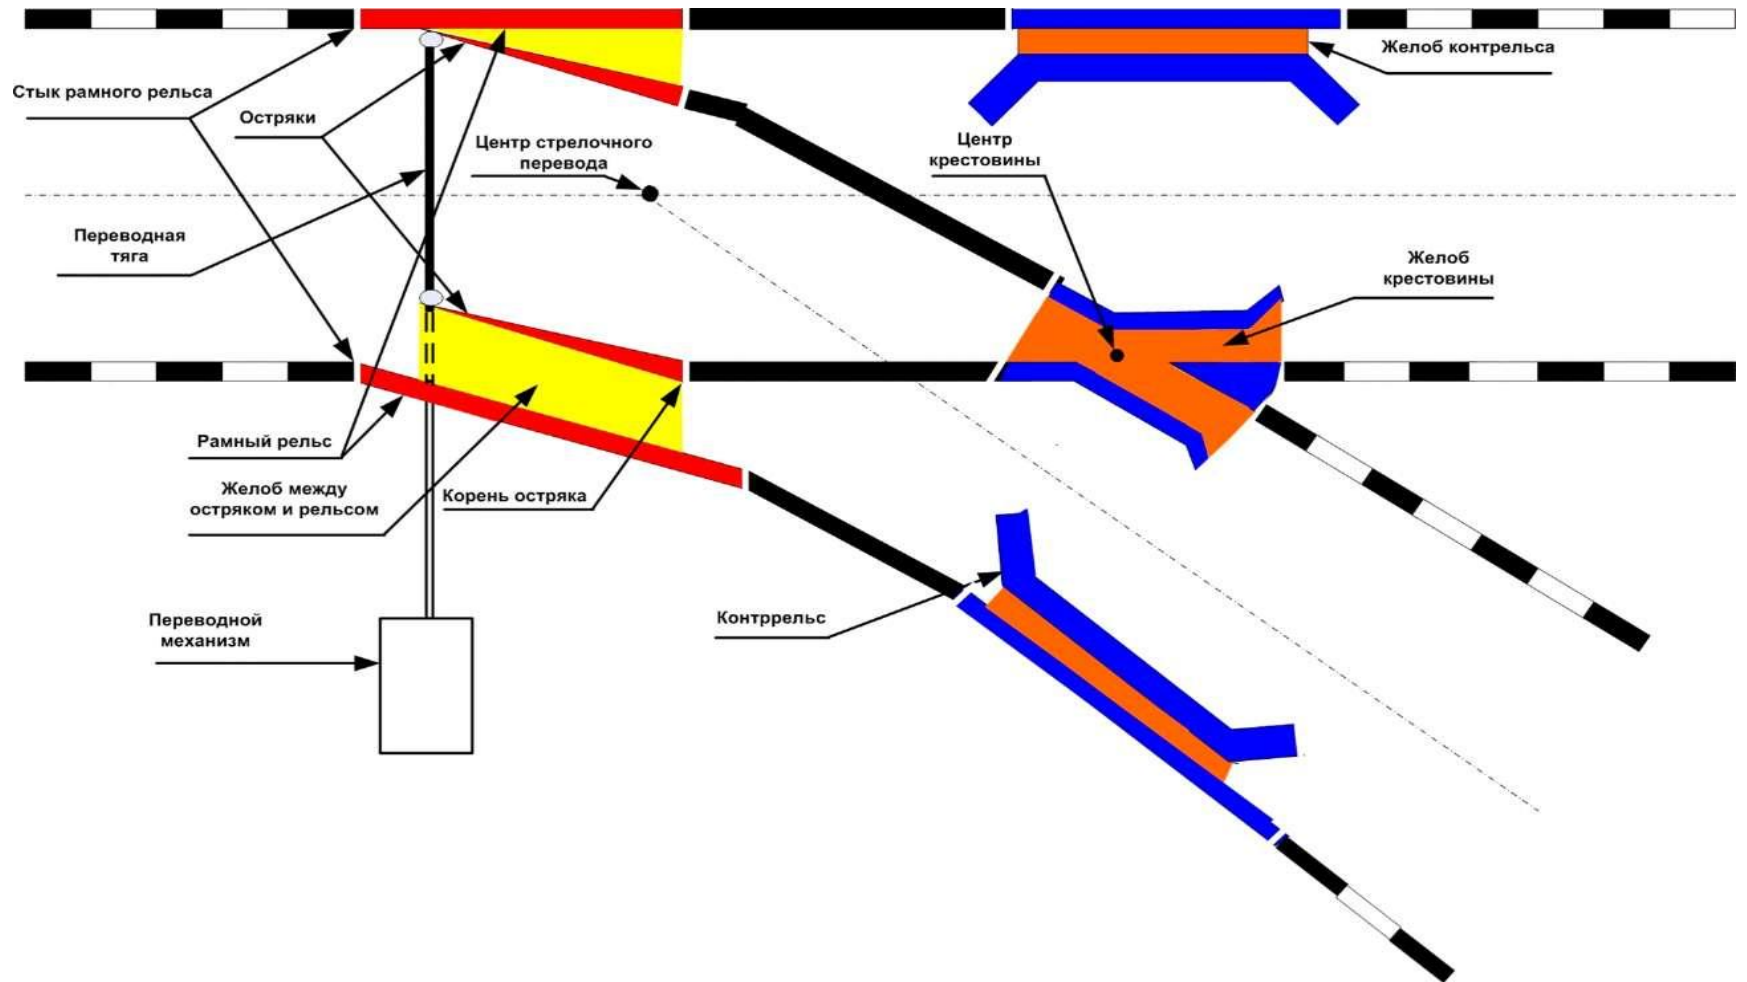 Желоб контрельса
Стык рамного рельса
Остряки
Центр стрелочного
перевода
Центр
крестовины
Переводная
тяга
Желоб
крестовины
Рамный рельс
Желоб между
остряком и рельсом
Корень остряка
Переводной
механизм
Контррельс